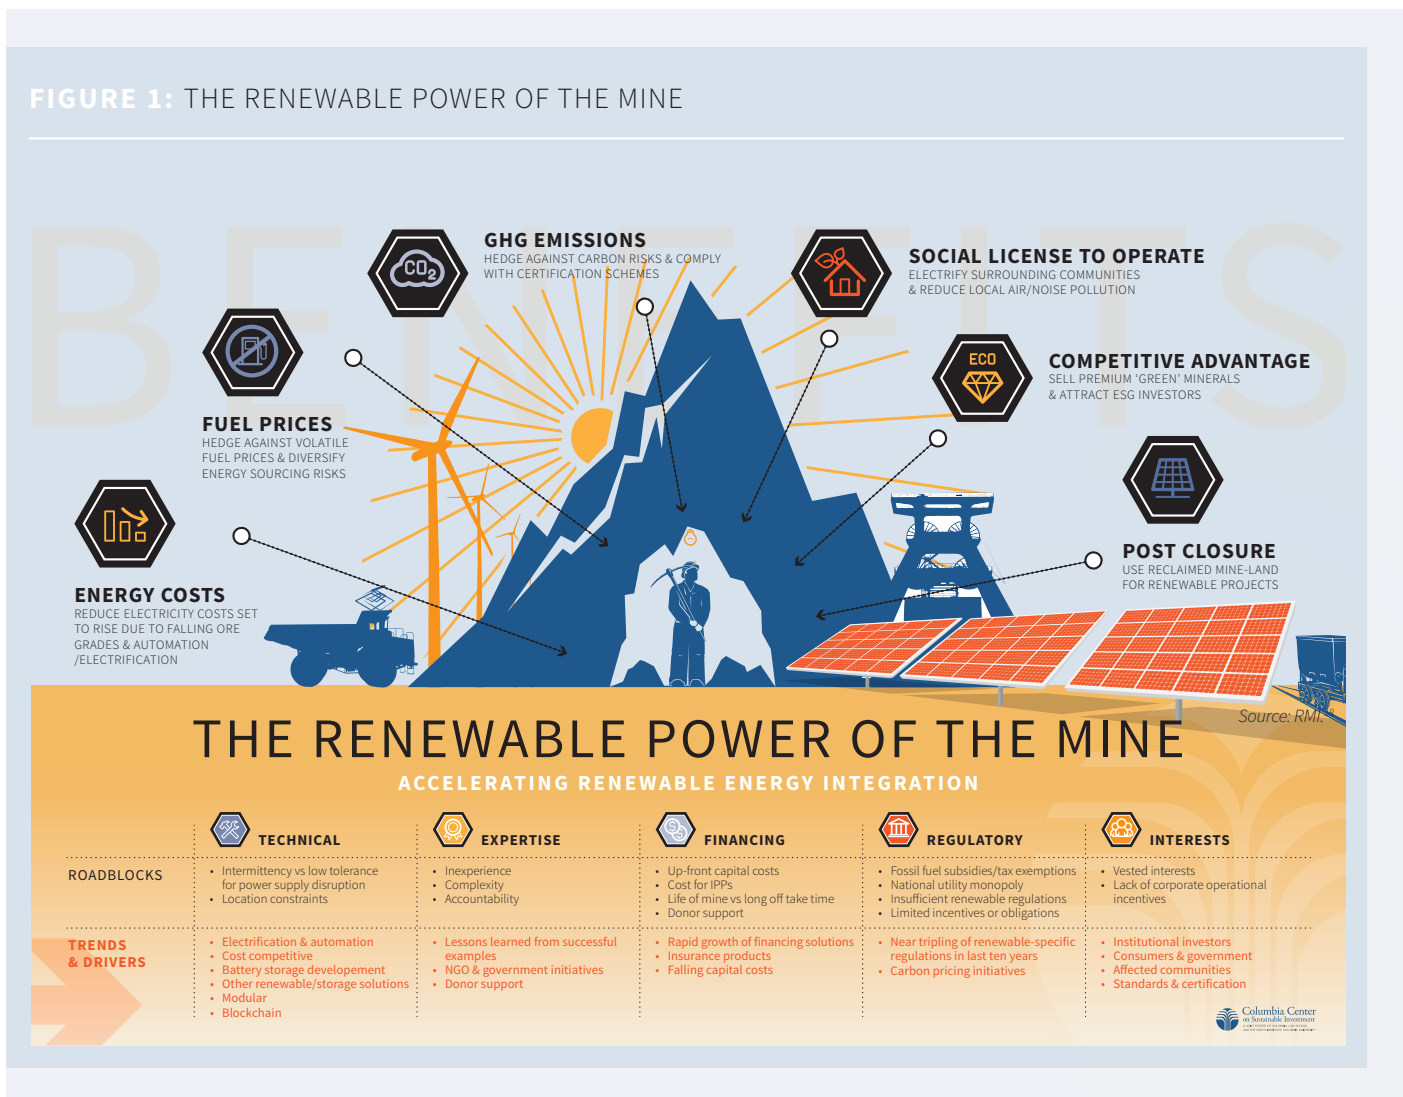 FIGURE 1: THE RENEWABLE POWER OF THE MINE
BENEFITS
GHG EMISSIONS
HEDGE AGAINST CARBON RISKS & COMPLY
WITH CERTIFICATION SCHEMES
CO2
SOCIAL LICENSE TO OPERATE
ELECTRIFY SURROUNDING COMMUNITIES
& REDUCE LOCAL AIR/NOISE POLLUTION
ECO
COMPETITIVE ADVANTAGE
SELL PREMIUM ‘GREEN’ MINERALS
& ATTRACT ESG INVESTORS
FUEL PRICES
HEDGE AGAINST VOLATILE
FUEL PRICES & DIVERSIFY
ENERGY SOURCING RISKS
POST CLOSURE
USE RECLAIMED MINE-LAND
FOR RENEWABLE PROJECTS
ENERGY COSTS
REDUCE ELECTRICITY COSTS SET
TO RISE DUE TO FALLING ORE
GRADES & AUTOMATION
/ELECTRIFICATION
Source: RMI.
THE RENEWABLE POWER OF THE MINE
ACCELERATING RENEWABLE ENERGY INTEGRATION
TECHNICAL
EXPERTISE
FINANCING
REGULATORY
INTERESTS
ROADBLOCKS
• Intermittency vs low tolerance
for power supply disruption
• Location constraints
• Inexperience
• Complexity
• Accountability
• Up-front capital costs
• Cost for IPPs
• Life of mine vs long off take time
• Donor support
• Fossil fuel subsidies/tax exemptions
• National utility monopoly
• Insufficient renewable regulations
• Limited incentives or obligations
• Vested interests
• Lack of corporate operational
incentives
TRENDS
& DRIVERS
• Electrification & automation
• Cost competitive
• Battery storage developement
• Other renewable/storage solutions
• Modular
• Blockchain
• Lessons learned from successful
examples
• NGO & government initiatives
• Donor support
• Rapid growth of financing solutions
• Insurance products
• Falling capital costs
• Near tripling of renewable-specific
regulations in last ten years
• Carbon pricing initiatives
• Institutional investors
• Consumers & government
• Affected communities
• Standards & certification
Columbia Center
on Sustainable Investment